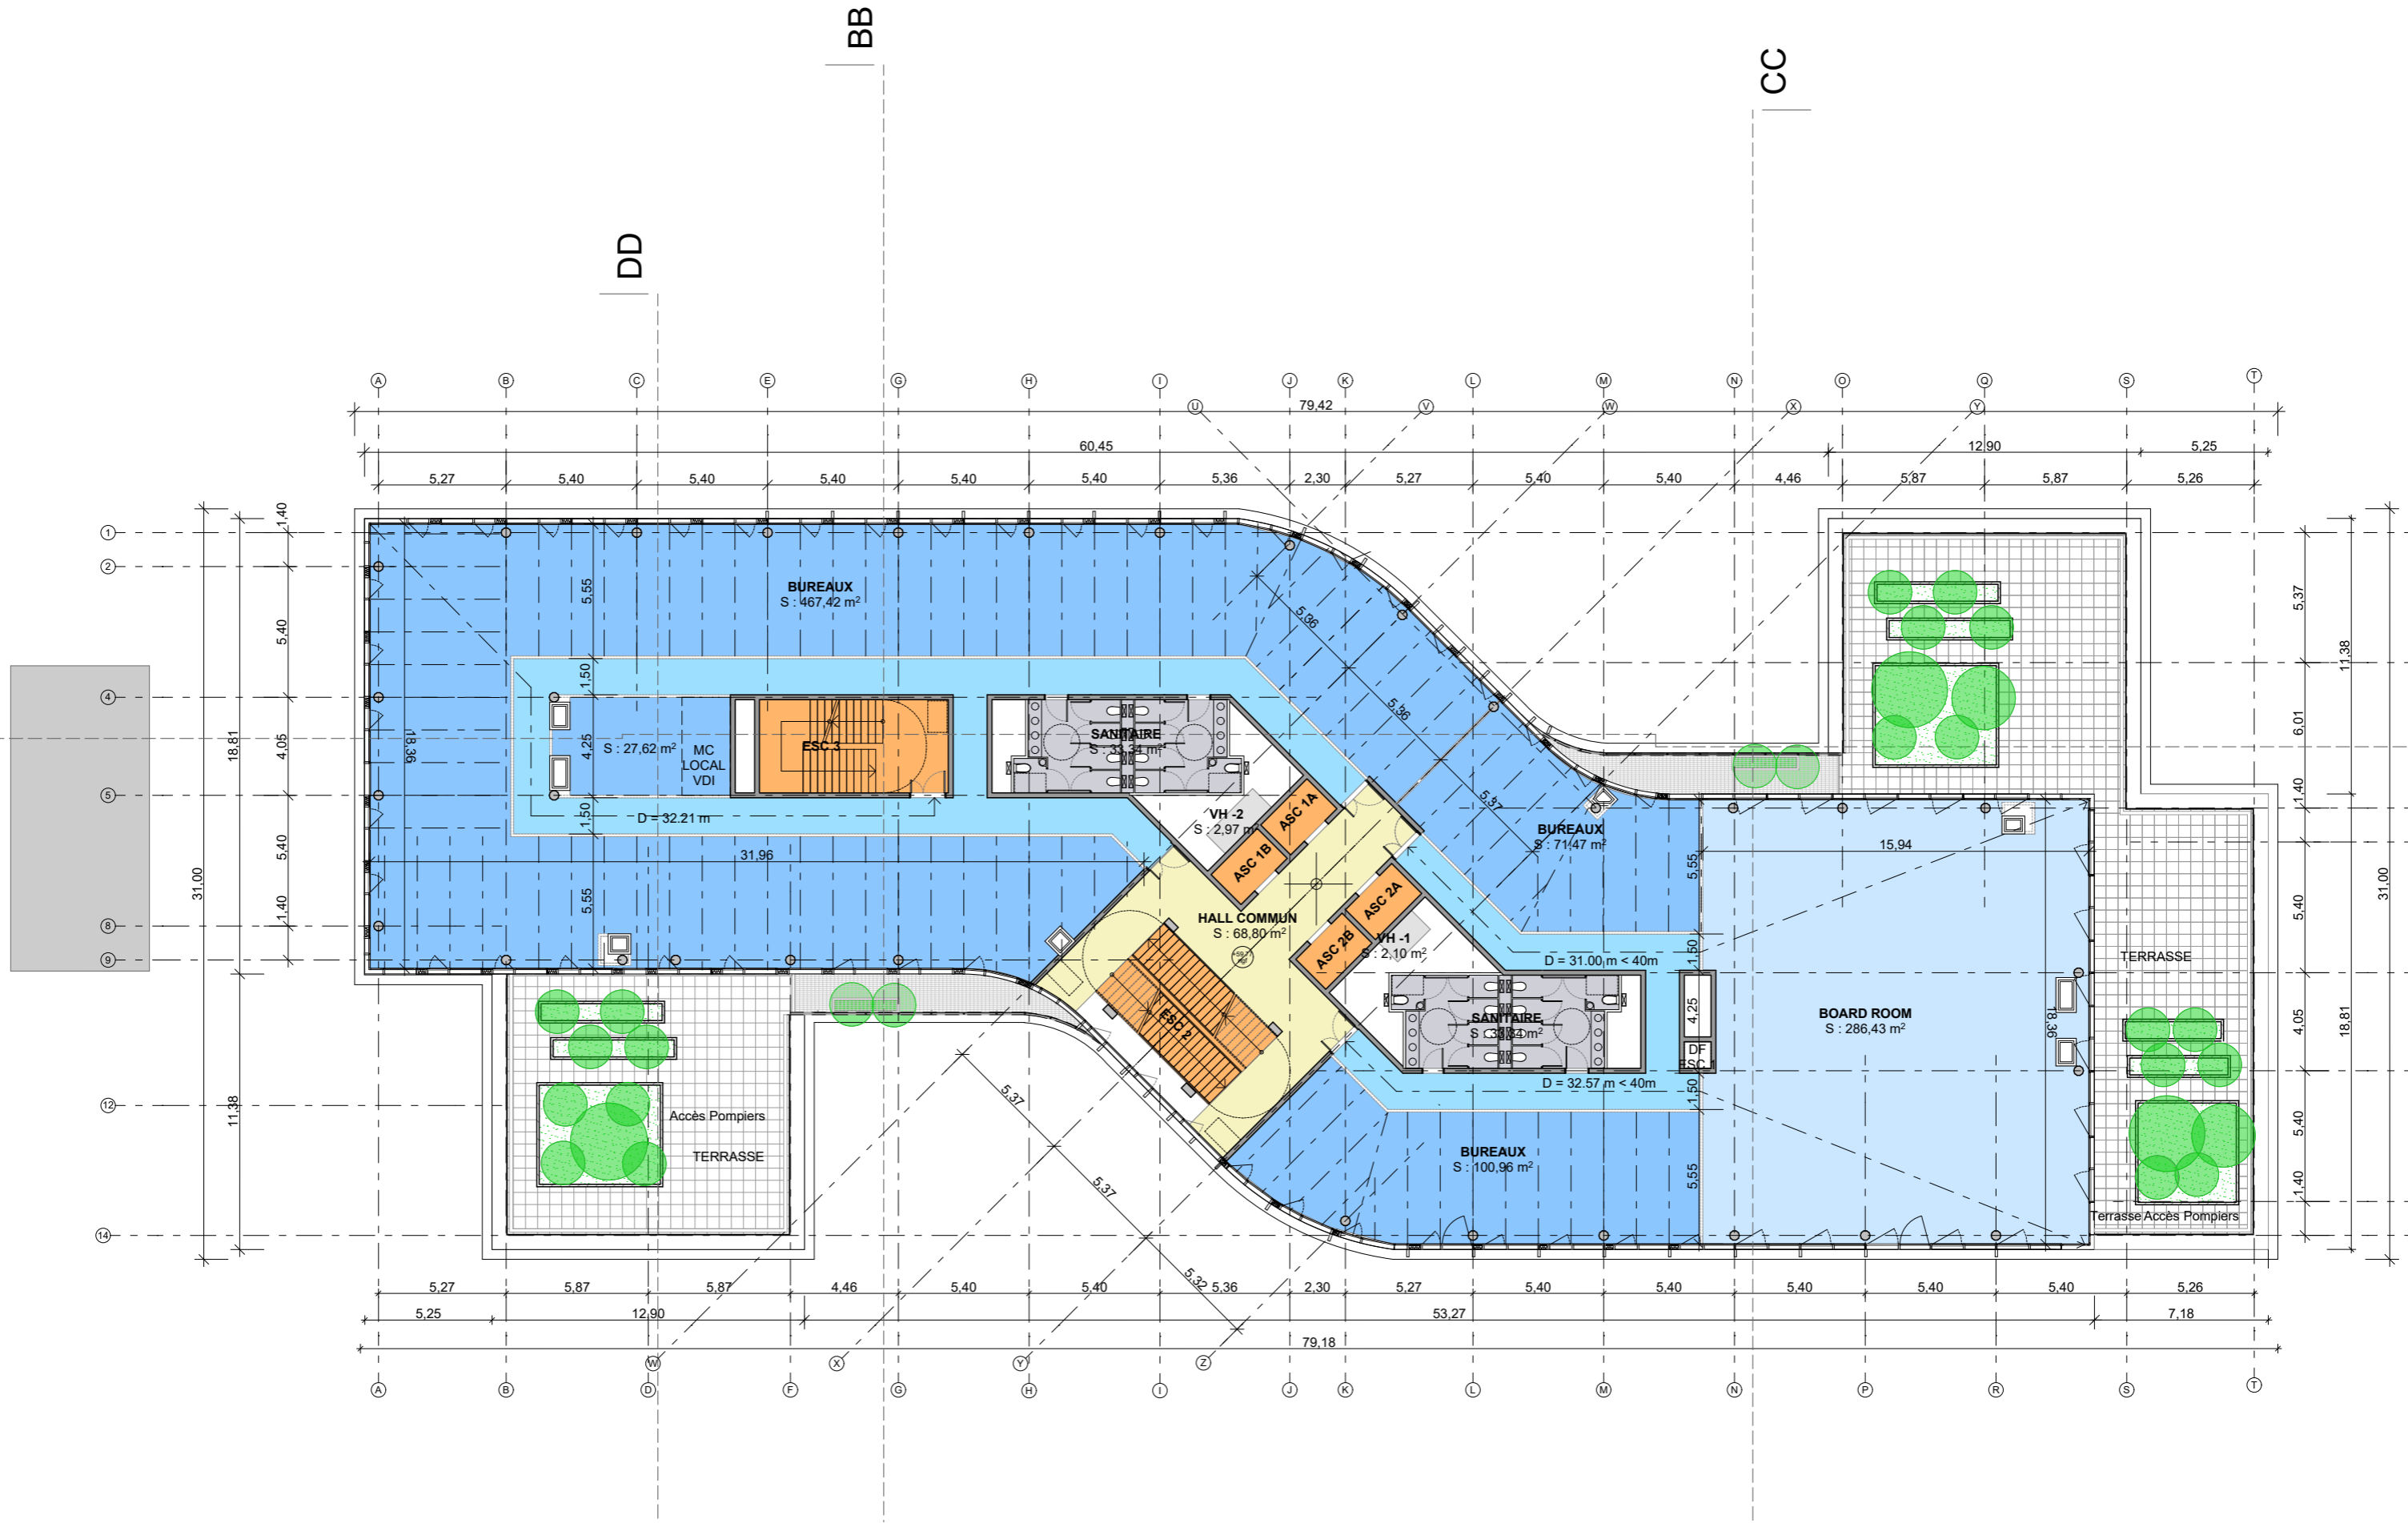 BB
CC
DD
A
B
C
E
G
H
I
J
K
L
M
N
O
Q
S
T
U
V
W
X
Y
79,42
60,45
12,90
5,25
5,27
5,40
5,40
5,40
5,40
5,40
5,36
2,30
5,27
5,40
5,40
4,46
5,87
5,87
5,26
1
2
4
5
8
9
12
14
31,00
18,81
11,38
1,40
5,40
4,05
5,40
1,40
18,36
5,55
1,50
4,25
1,50
5,55
BUREAUX
S : 467,42 m²
S : 27,62 m²
MC
LOCAL
VDI
ESC 3
SANITAIRE
S : 33,34 m²
D = 32.21 m
31,96
VH -2
S : 2,97 m²
ASC 1A
ASC 1B
ASC 2A
ASC 2B
HALL COMMUN
S : 68,80 m²
VH -1
S : 2,10 m²
ESC 2
5,36
5,36
5,37
BUREAUX
S : 71,47 m²
D = 31.00 m < 40m
SANITAIRE
S : 33,34 m²
D = 32.57 m < 40m
4,25
DF
ESC 1
5,55
1,50
1,50
5,55
BUREAUX
S : 100,96 m²
15,94
BOARD ROOM
S : 286,43 m²
18,36
TERRASSE
Terrasse Accès Pompiers
Accès Pompiers
TERRASSE
5,37
6,01
1,40
5,40
4,05
5,40
1,40
11,38
18,81
31,00
5,37
5,37
5,32
5,27
5,87
5,87
4,46
5,40
5,40
5,36
2,30
5,27
5,40
5,40
5,40
5,40
5,40
5,26
5,25
12,90
53,27
7,18
79,18
W
X
Y
Z
A
B
D
F
G
H
I
J
K
L
M
N
P
R
S
T